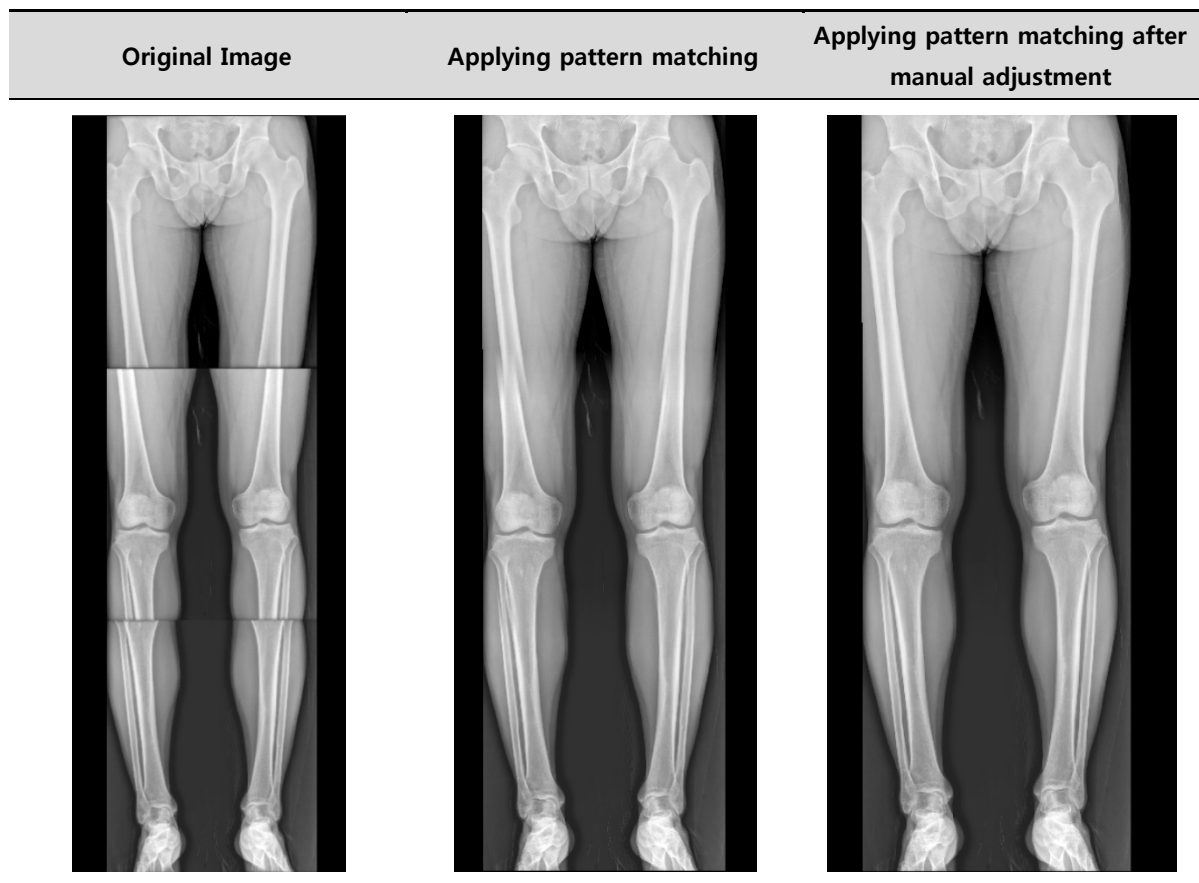 Original Image
Applying pattern matching
Applying pattern matching after
manual adjustment